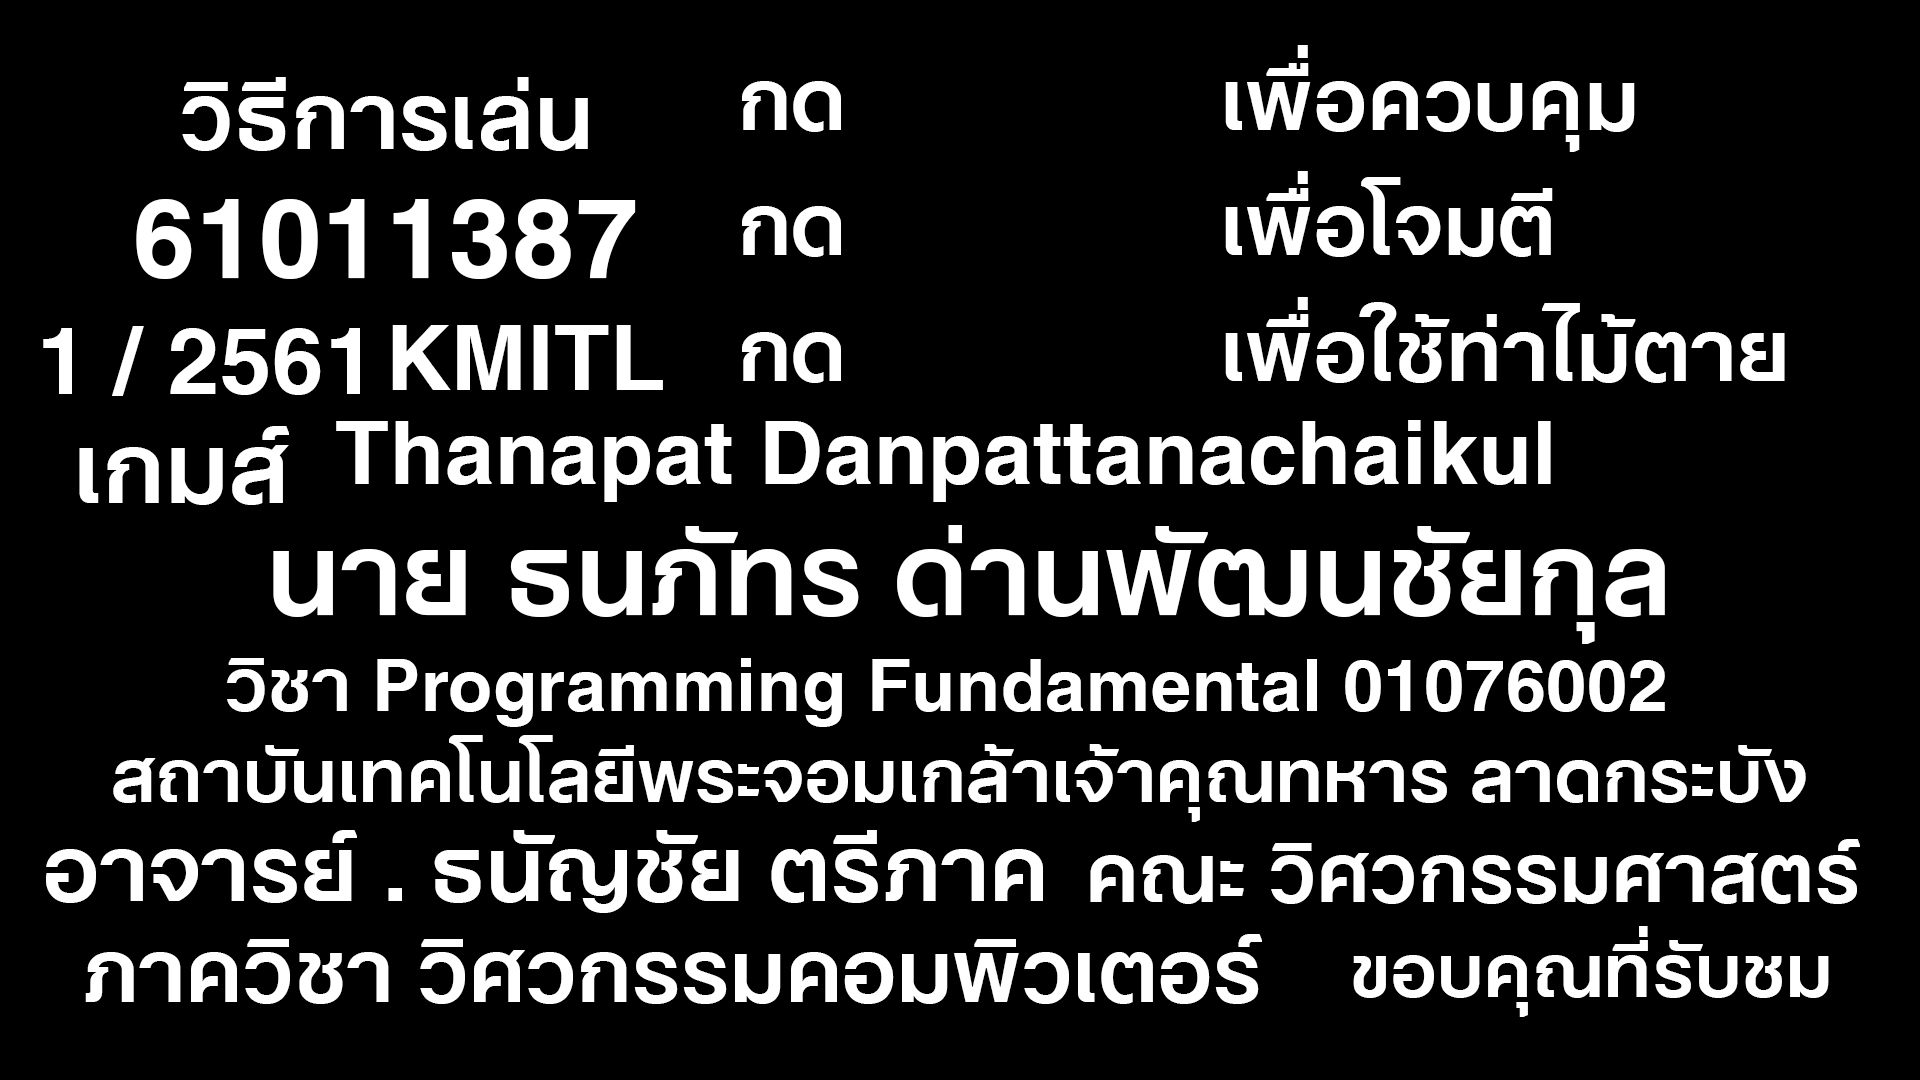 วิธีการเล่น กด เพื่อควบคุม
61011387 กด เพื่อโจมตี
1 / 2561 KMITL กด เพื่อใช้ท่าไม้ตาย
เกมส์ Thanapat Danpattanachaikul
นาย ธนภัทร ด่านพัฒนชัยกุล
วิชา Programming Fundamental 01076002
สถาบันเทคโนโลยีพระจอมเกล้าเจ้าคุณทหาร ลาดกระบัง
อาจารย์ . ธนัญชัย ตรีภาค คณะ วิศวกรรมศาสตร์
ภาควิชา วิศวกรรมคอมพิวเตอร์ ขอบคุณที่รับชม